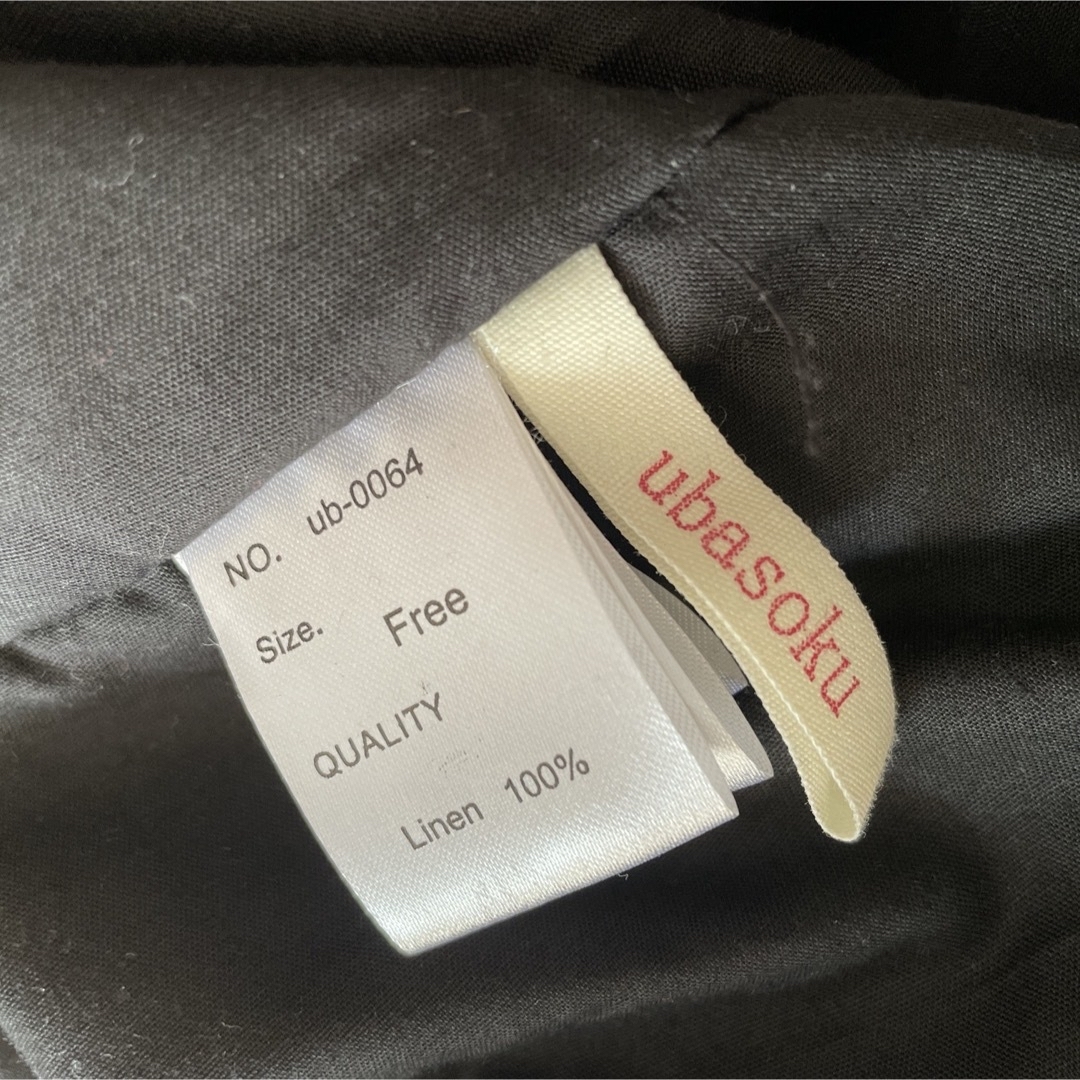 NO. ub-0064
Size. Free
QUALITY
Linen 100%
ubasoku